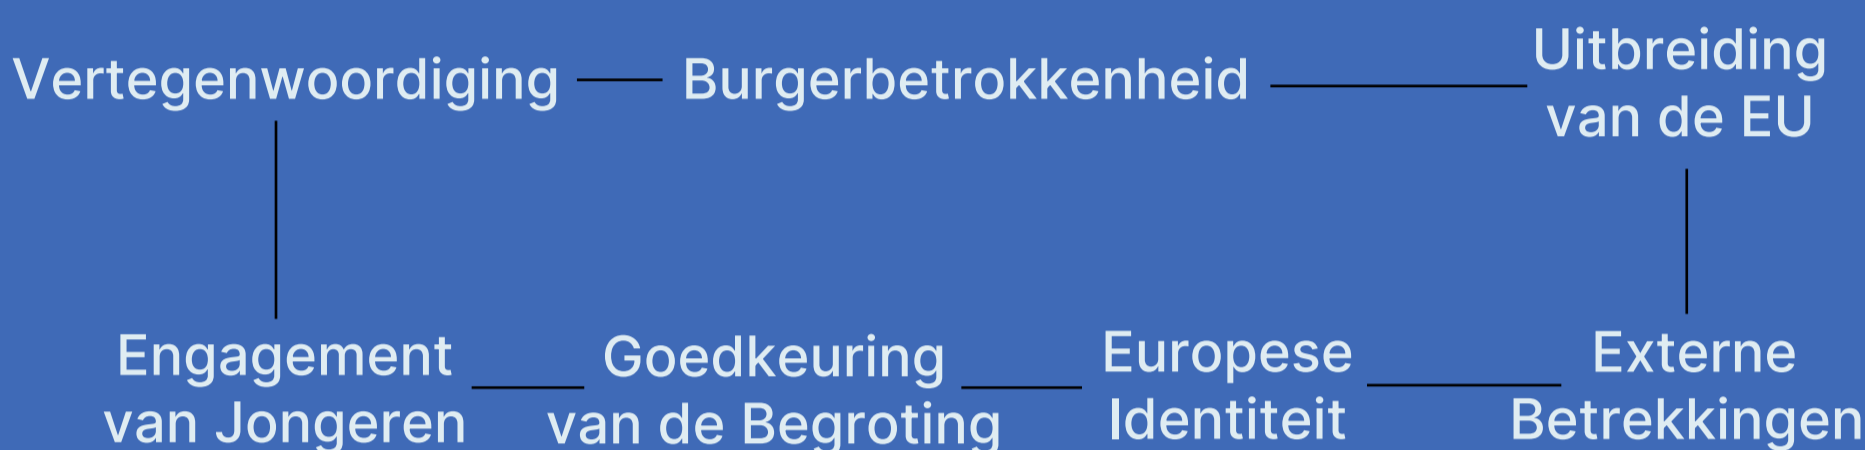 Vertegenwoordiging
Burgerbetrokkenheid
Uitbreiding
van de EU
Engagement
van Jongeren
Goedkeuring
van de Begroting
Europese
Identiteit
Externe
Betrekkingen